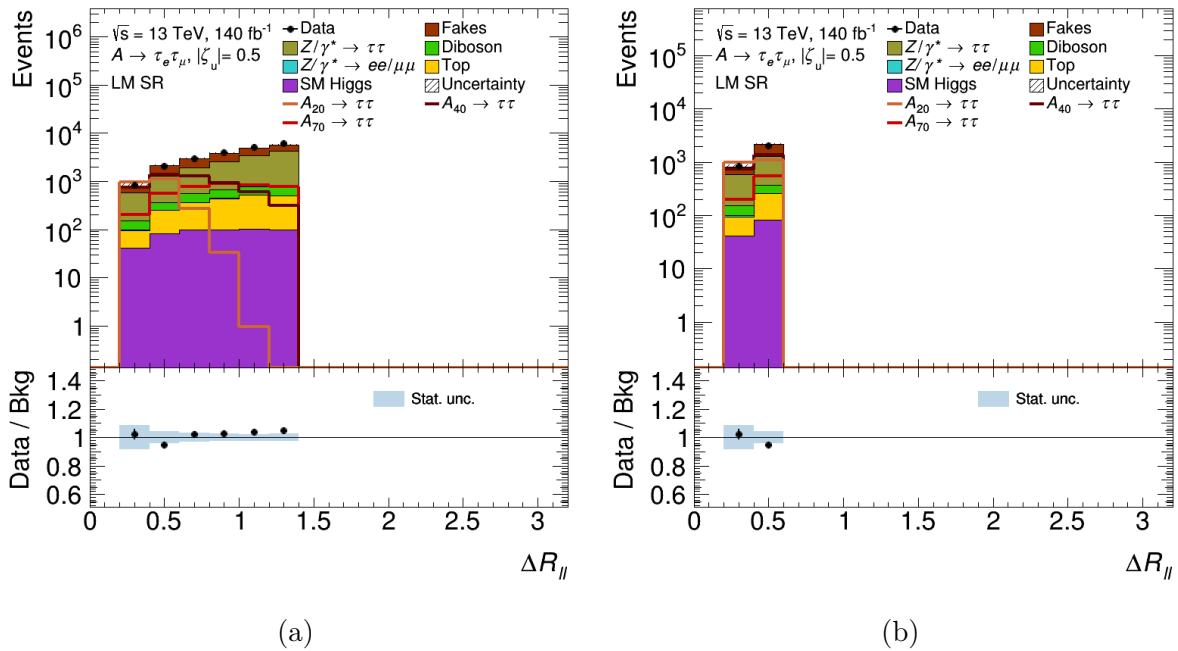 Events
10⁶
10⁵
10⁴
10³
10²
10
1
√s = 13 TeV, 140 fb⁻¹
A → τₑτ_μ, |ζᵤ|= 0.5
LM SR
Data
Z/γ* → ττ
Z/γ* → ee/μμ
SM Higgs
A₂₀ → ττ
A₇₀ → ττ
Fakes
Diboson
Top
Uncertainty
A₄₀ → ττ
Data / Bkg
1.4
1.2
1
0.8
0.6
Stat. unc.
0 0.5 1 1.5 2 2.5 3
ΔR_ll
(a)
Events
10⁶
10⁵
10⁴
10³
10²
10
1
√s = 13 TeV, 140 fb⁻¹
A → τₑτ_μ, |ζᵤ|= 0.5
LM SR
Data
Z/γ* → ττ
Z/γ* → ee/μμ
SM Higgs
A₂₀ → ττ
A₇₀ → ττ
Fakes
Diboson
Top
Uncertainty
A₄₀ → ττ
Data / Bkg
1.4
1.2
1
0.8
0.6
Stat. unc.
0 0.5 1 1.5 2 2.5 3
ΔR_ll
(b)